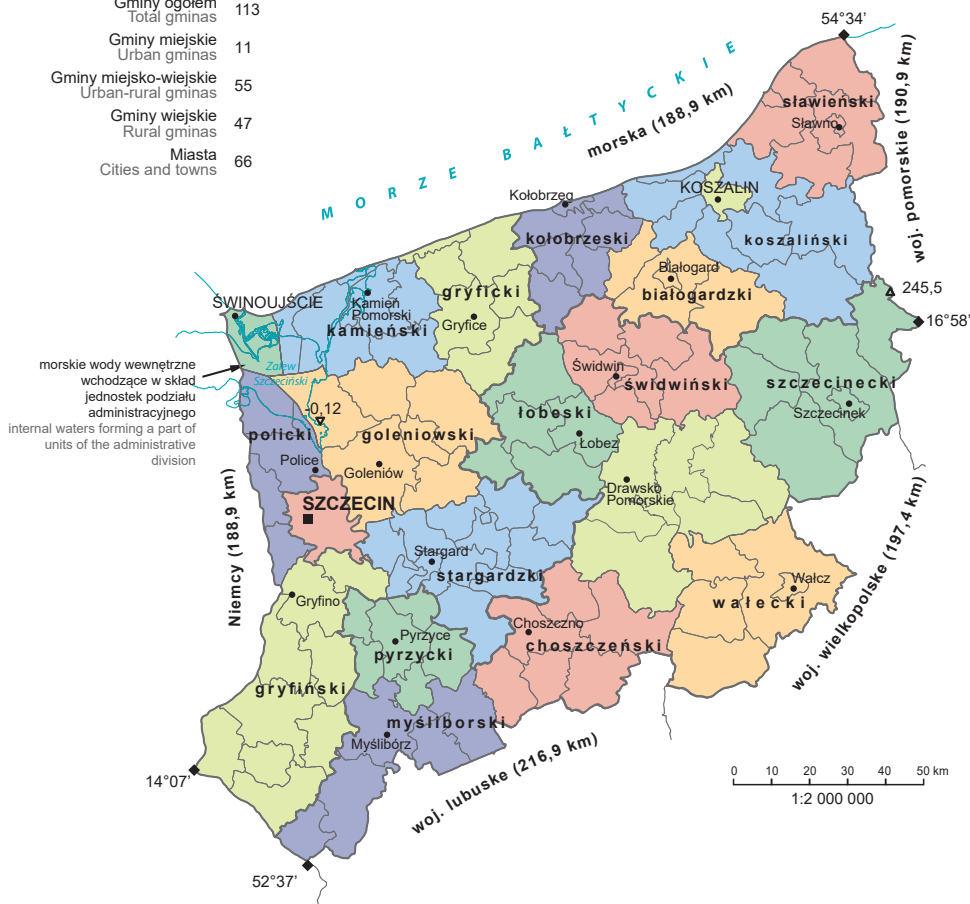 Gminy ogółem 113
Total gminas
Gminy miejskie 11
Urban gminas
Gminy miejsko-wiejskie 55
Urban-rural gminas
Gminy wiejskie 47
Rural gminas
Miasta 66
Cities and towns
54°34’
MORZE BAŁTYCKIE
morska (188,9 km)
sławieński
Sławno
woj. pomorskie (190,9 km)
KOSZALIN
Kołobrzeg
kołobrzeski
koszaliński
Białogard
białogardzki
245,5
16°58’
gryficki
Gryfice
ŚWINOUJŚCIE
Kamień
Pomorski
kamieński
Zalew
Szczeciński
morskie wody wewnętrzne
wchodzące w skład
jednostek podziału
administracyjnego
internal waters forming a part of
units of the administrative
division
Świdwin
świdwiński
szczecinecki
Szczecinek
-0,12
łobeski
Łobez
policki
Police
goleniowski
Goleniów
Drawsko
Pomorskie
SZCZECIN
Niemcy (188,9 km)
Stargard
stargardzki
woj. wielkopolske (197,4 km)
Wałcz
wałecki
Gryfino
Pyrzyce
pyrzycki
Choszczno
choszczeński
gryfiński
myśliborski
Myślibórz
woj. lubuske (216,9 km)
14°07’
52°37’
0 10 20 30 40 50 km
1:2 000 000